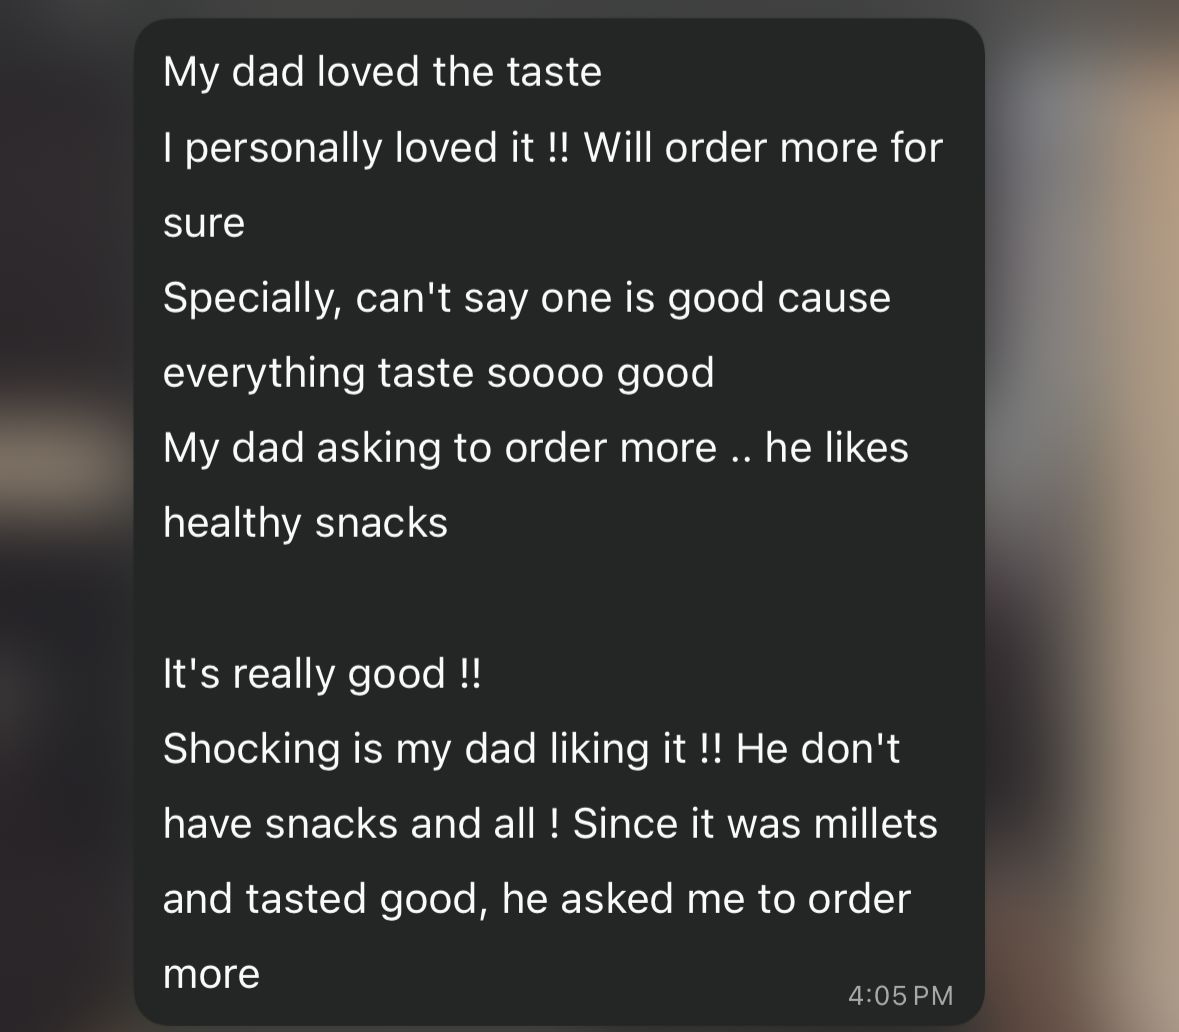 My dad loved the taste
I personally loved it !! Will order more for
sure
Specially, can't say one is good cause
everything taste soooo good
My dad asking to order more .. he likes
healthy snacks
It's really good !!
Shocking is my dad liking it !! He don't
have snacks and all ! Since it was millets
and tasted good, he asked me to order
more
4:05 PM